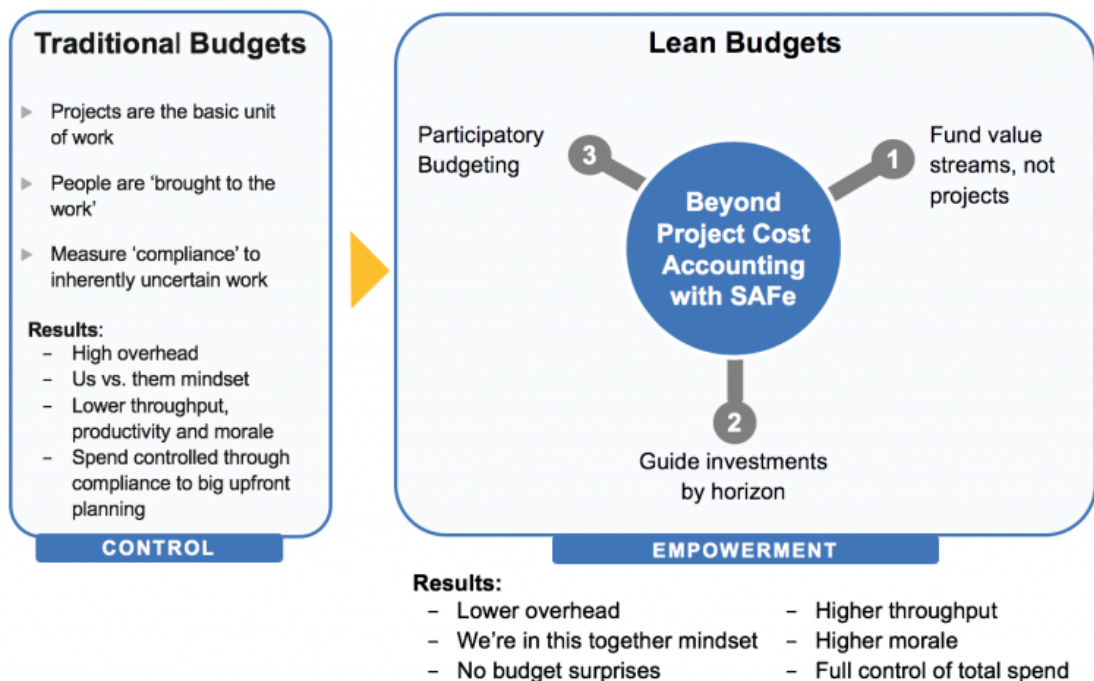 Traditional Budgets
Projects are the basic unit
of work
People are ‘brought to the
work’
Measure ‘compliance’ to
inherently uncertain work
Results:
– High overhead
– Us vs. them mindset
– Lower throughput,
productivity and morale
– Spend controlled through
compliance to big upfront
planning
CONTROL
Lean Budgets
Participatory
Budgeting
3
1
Fund value
streams, not
projects
Beyond
Project Cost
Accounting
with SAFe
2
Guide investments
by horizon
EMPOWERMENT
Results:
– Lower overhead
– We’re in this together mindset
– No budget surprises
– Higher throughput
– Higher morale
– Full control of total spend